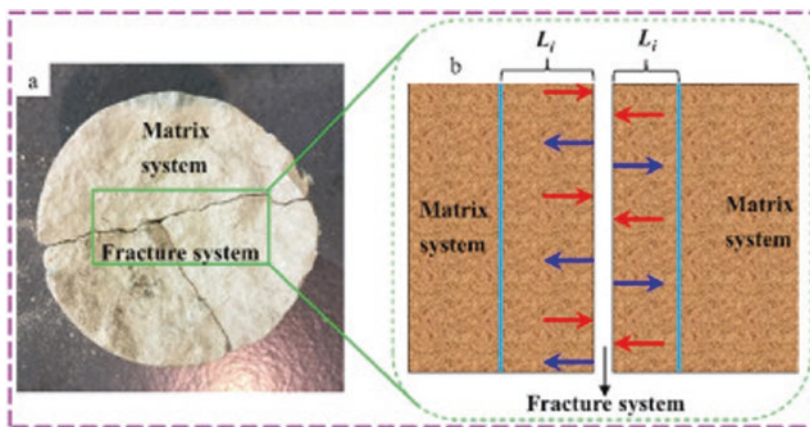 a
Matrix
system
Fracture system
b
L_i
L_i
Matrix
system
Matrix
system
Fracture system